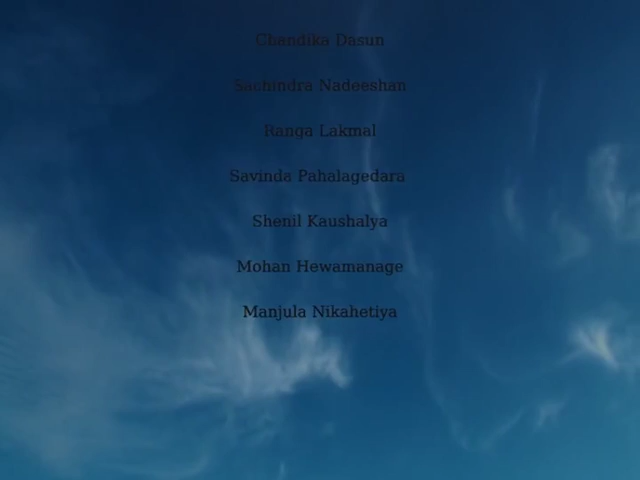 Chandika Dasun
Sachindra Nadeeshan
Ranga Lakmal
Savinda Pahalagedara
Shenil Kaushalya
Mohan Hewamanage
Manjula Nikahetiya